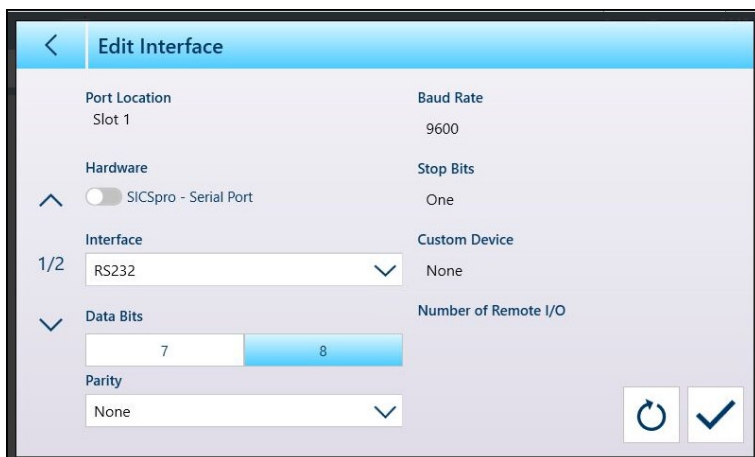 Edit Interface
Port Location
Slot 1
Hardware
SICSpro - Serial Port
Interface
RS232
1/2
Data Bits
7
8
Parity
None
Baud Rate
9600
Stop Bits
One
Custom Device
None
Number of Remote I/O